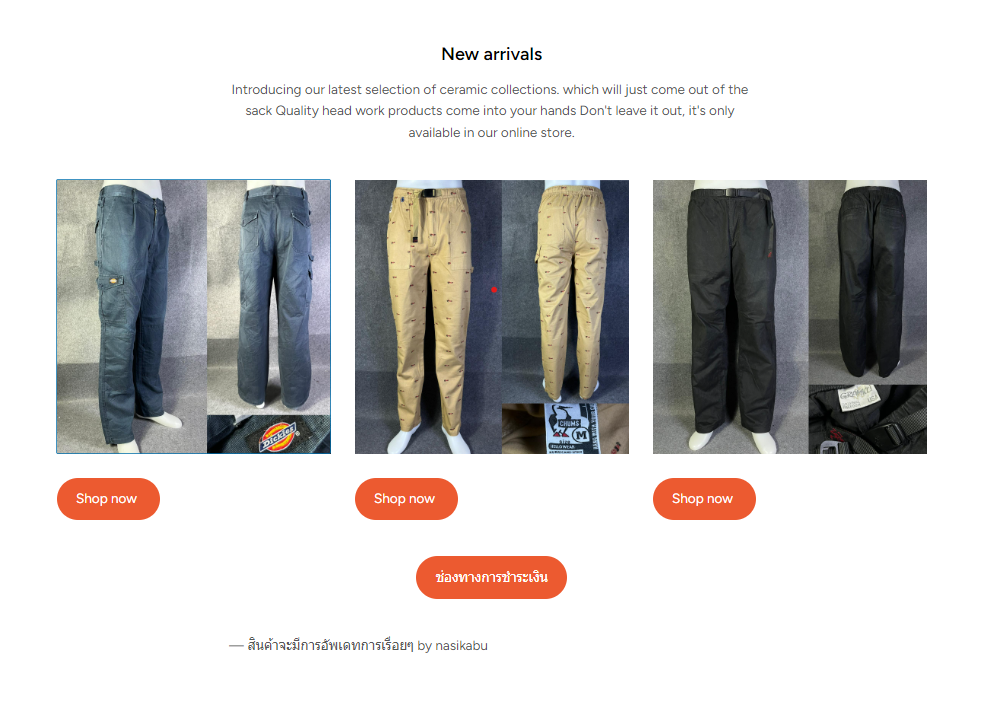 New arrivals
Introducing our latest selection of ceramic collections. which will just come out of the
sack Quality head work products come into your hands Don't leave it out, it's only
available in our online store.
Dickies
CHUMS
M
Shop now
Shop now
Shop now
ช่องทางการชำระเงิน
— สินค้าจะมีการอัพเดทการเรื่อยๆ by nasikabu